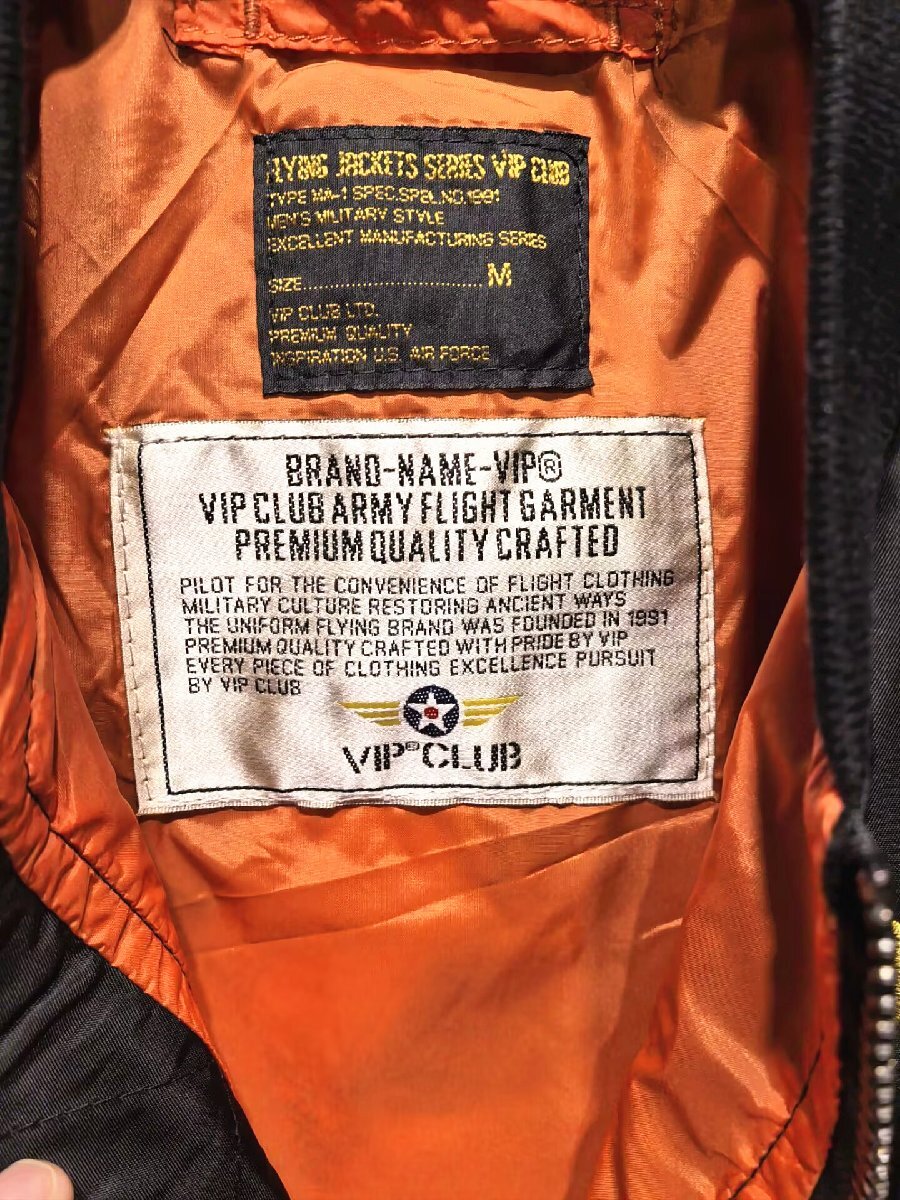 FLYING JACKETS SERIES VIP CLUB
TYPE MA-1 SPEC.SPEL.NO.1991
MEN'S MILITARY STYLE
EXCELLENT MANUFACTURING SERIES
SIZE..............................M
VIP CLUB LTD.
PREMIUM QUALITY
INSPIRATION U.S. AIR FORCE
BRAND-NAME-VIP®
VIP CLUB ARMY FLIGHT GARMENT
PREMIUM QUALITY CRAFTED
PILOT FOR THE CONVENIENCE OF FLIGHT CLOTHING
MILITARY CULTURE RESTORING ANCIENT WAYS
THE UNIFORM FLYING BRAND WAS FOUNDED IN 1991
PREMIUM QUALITY CRAFTED WITH PRIDE BY VIP
EVERY PIECE OF CLOTHING EXCELLENCE PURSUIT
BY VIP CLUB
VIP®CLUB